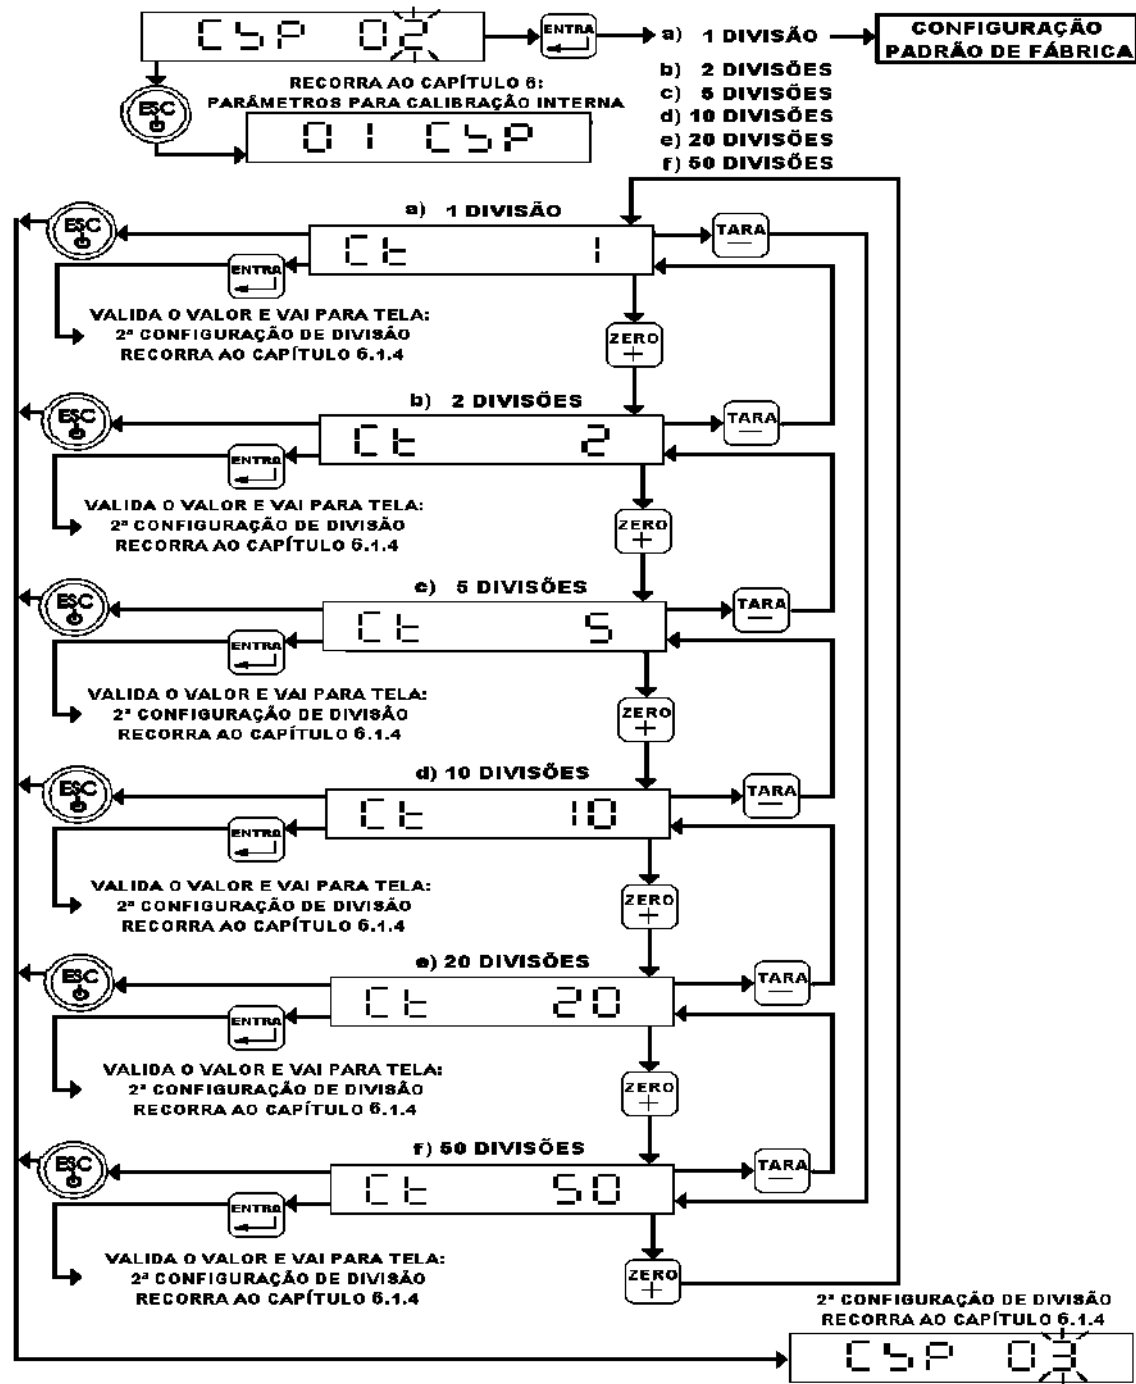 CSP 02
ENTRA
a) 1 DIVISÃO
CONFIGURAÇÃO
PADRÃO DE FÁBRICA
b) 2 DIVISÕES
c) 5 DIVISÕES
d) 10 DIVISÕES
e) 20 DIVISÕES
f) 50 DIVISÕES
ESC
RECORRA AO CAPÍTULO 6:
PARÂMETROS PARA CALIBRAÇÃO INTERNA
01 CSP
a) 1 DIVISÃO
ESC
Ct 1
TARA
ENTRA
VALIDA O VALOR E VAI PARA TELA:
2ª CONFIGURAÇÃO DE DIVISÃO
RECORRA AO CAPÍTULO 6.1.4
ZERO
+
b) 2 DIVISÕES
ESC
Ct 2
TARA
ENTRA
VALIDA O VALOR E VAI PARA TELA:
2ª CONFIGURAÇÃO DE DIVISÃO
RECORRA AO CAPÍTULO 6.1.4
ZERO
+
c) 5 DIVISÕES
ESC
Ct 5
TARA
ENTRA
VALIDA O VALOR E VAI PARA TELA:
2ª CONFIGURAÇÃO DE DIVISÃO
RECORRA AO CAPÍTULO 6.1.4
ZERO
+
d) 10 DIVISÕES
ESC
Ct 10
TARA
ENTRA
VALIDA O VALOR E VAI PARA TELA:
2ª CONFIGURAÇÃO DE DIVISÃO
RECORRA AO CAPÍTULO 6.1.4
ZERO
+
e) 20 DIVISÕES
ESC
Ct 20
TARA
ENTRA
VALIDA O VALOR E VAI PARA TELA:
2ª CONFIGURAÇÃO DE DIVISÃO
RECORRA AO CAPÍTULO 6.1.4
ZERO
+
f) 50 DIVISÕES
ESC
Ct 50
TARA
ENTRA
VALIDA O VALOR E VAI PARA TELA:
2ª CONFIGURAÇÃO DE DIVISÃO
RECORRA AO CAPÍTULO 6.1.4
ZERO
+
2ª CONFIGURAÇÃO DE DIVISÃO
RECORRA AO CAPÍTULO 6.1.4
CSP 03